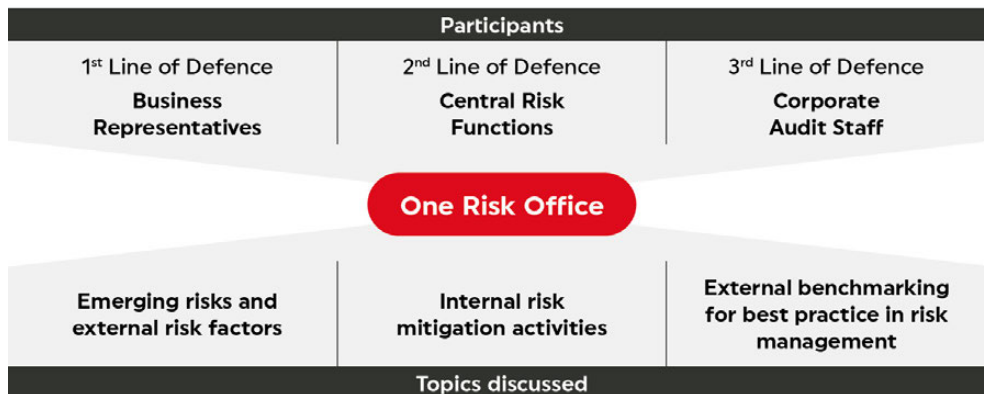 Participants
1st Line of Defence
Business
Representatives
2nd Line of Defence
Central Risk
Functions
3rd Line of Defence
Corporate
Audit Staff
One Risk Office
Emerging risks and
external risk factors
Internal risk
mitigation activities
External benchmarking
for best practice in risk
management
Topics discussed